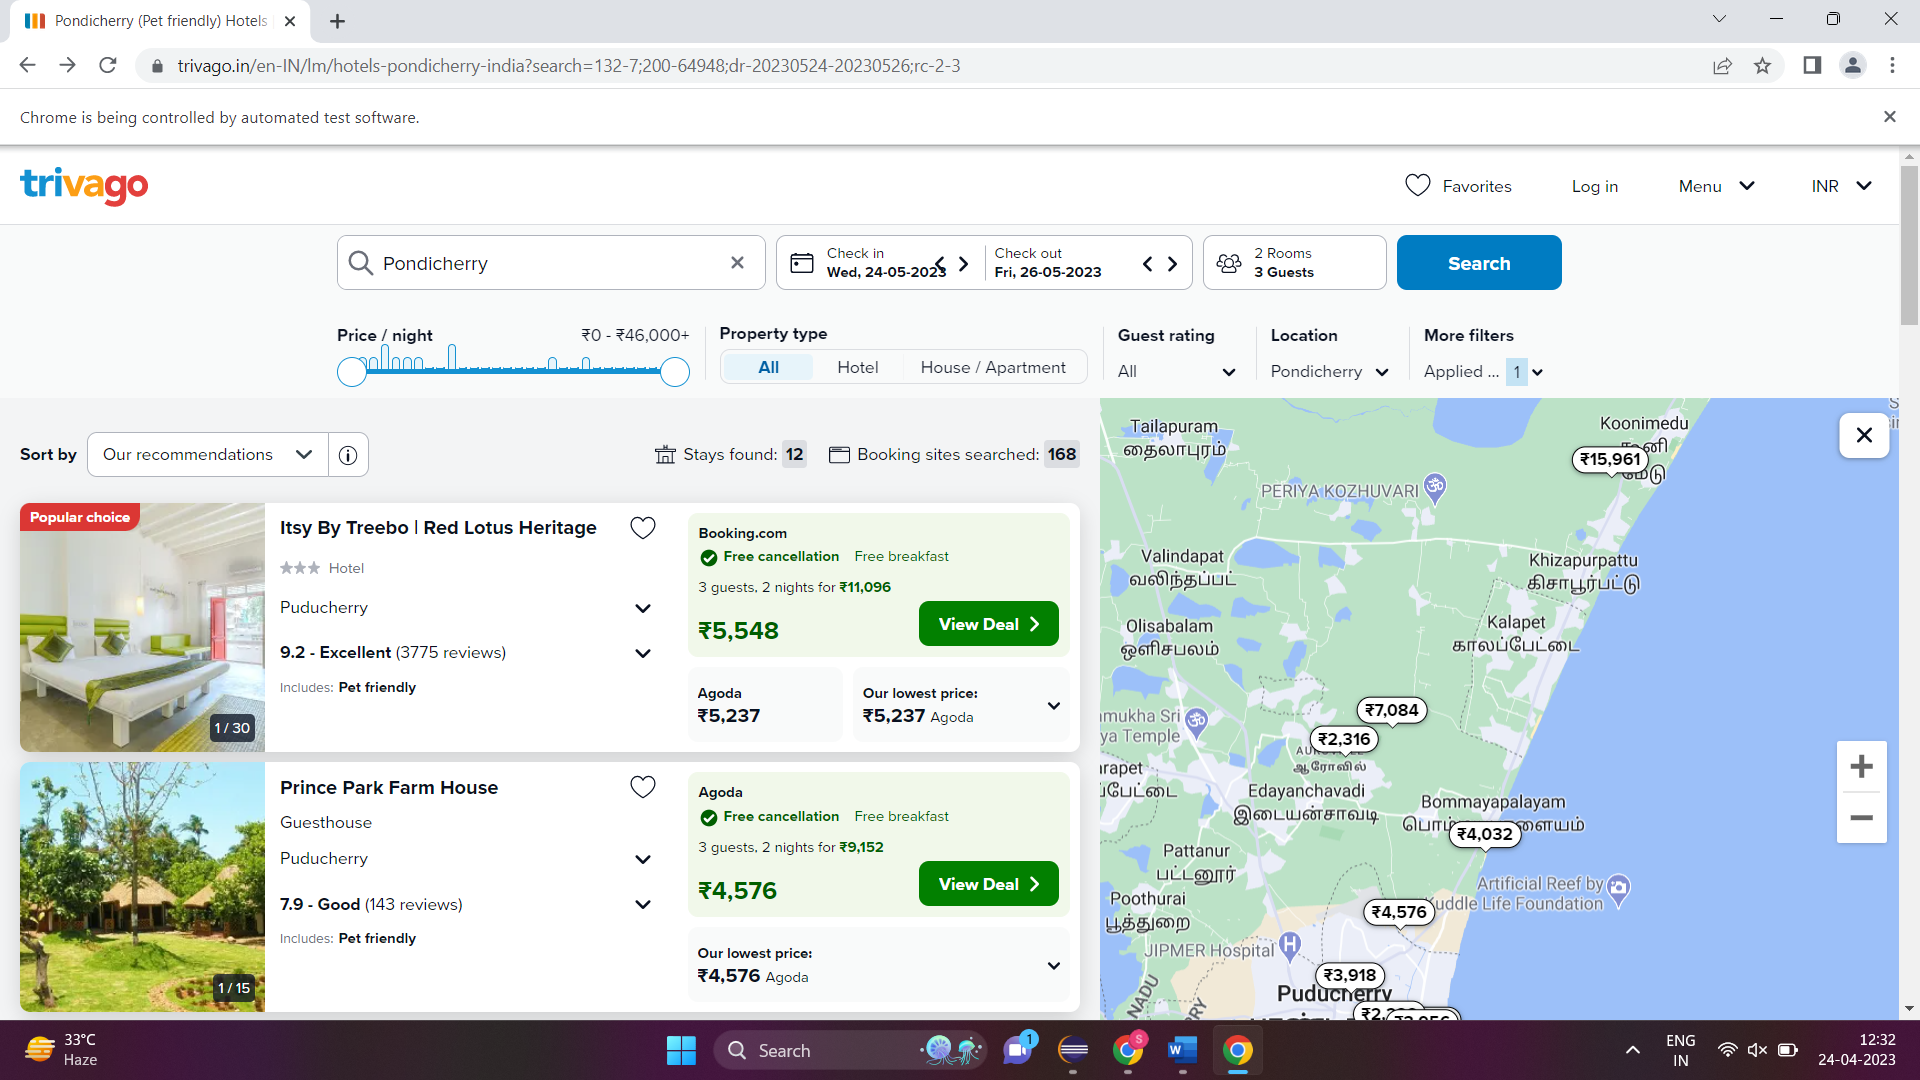 Pondicherry (Pet friendly) Hotels
trivago.in/en-IN/lm/hotels-pondicherry-india?search=132-7;200-64948;dr-20230524-20230526;rc-2-3
Chrome is being controlled by automated test software.
trivago
Favorites
Log in
Menu
INR
Pondicherry
Check in
Wed, 24-05-2023
Check out
Fri, 26-05-2023
2 Rooms
3 Guests
Search
Price / night
₹0 - ₹46,000+
Property type
All
Hotel
House / Apartment
Guest rating
All
Location
Pondicherry
More filters
Applied ... 1
Sort by
Our recommendations
Stays found: 12
Booking sites searched: 168
Popular choice
Itsy By Treebo | Red Lotus Heritage
Hotel
Puducherry
9.2 - Excellent (3775 reviews)
Includes: Pet friendly
1 / 30
Booking.com
Free cancellation Free breakfast
3 guests, 2 nights for ₹11,096
₹5,548
View Deal
Agoda
₹5,237
Our lowest price:
₹5,237 Agoda
Prince Park Farm House
Guesthouse
Puducherry
7.9 - Good (143 reviews)
Includes: Pet friendly
1 / 15
Agoda
Free cancellation Free breakfast
3 guests, 2 nights for ₹9,152
₹4,576
View Deal
Our lowest price:
₹4,576 Agoda
Tailapuram
தைலாபுரம்
Koonimedu
₹15,961
PERIYA KOZHUVARI
Valindapat
வலிந்தப்பட்
Khizapurpattu
கிசாபூர்பட்டு
Olisabalam
ஒளிசபலம்
Kalapet
காலப்பேட்டை
₹7,084
₹2,316
ஆரோவில்
Edayanchavadi
இடையன்சாவடி
Bommayapalayam
₹4,032
Pattanur
பட்டனூர்
Poothurai
பூத்துறை
Artificial Reef by
Kuddle Life Foundation
₹4,576
JIPMER Hospital
₹3,918
Puducherry
NADU
33°C
Haze
Search
1
S
ENG
IN
12:32
24-04-2023